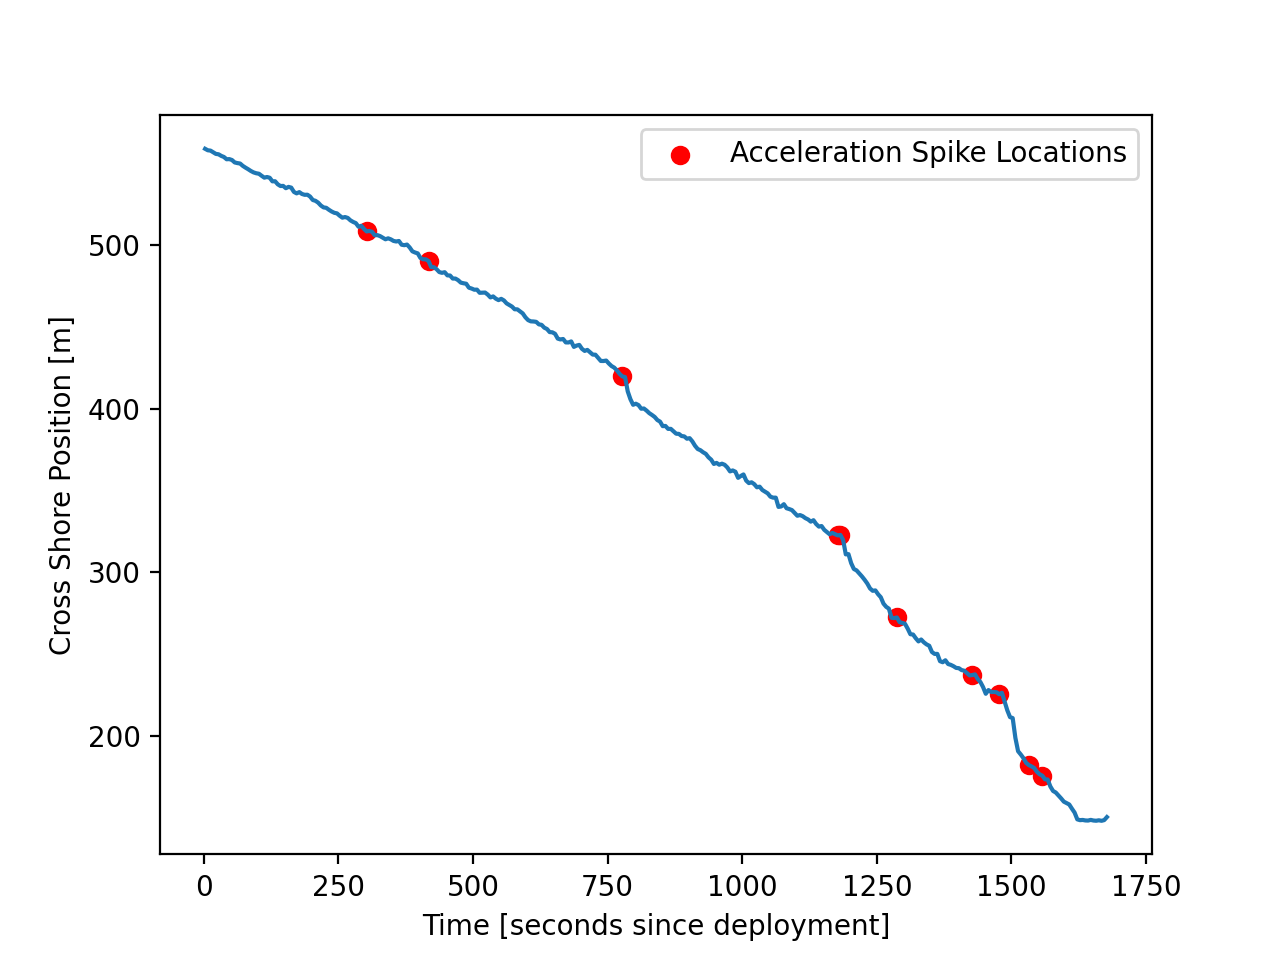 Acceleration Spike Locations
500
400
300
200
Cross Shore Position [m]
0 250 500 750 1000 1250 1500 1750
Time [seconds since deployment]